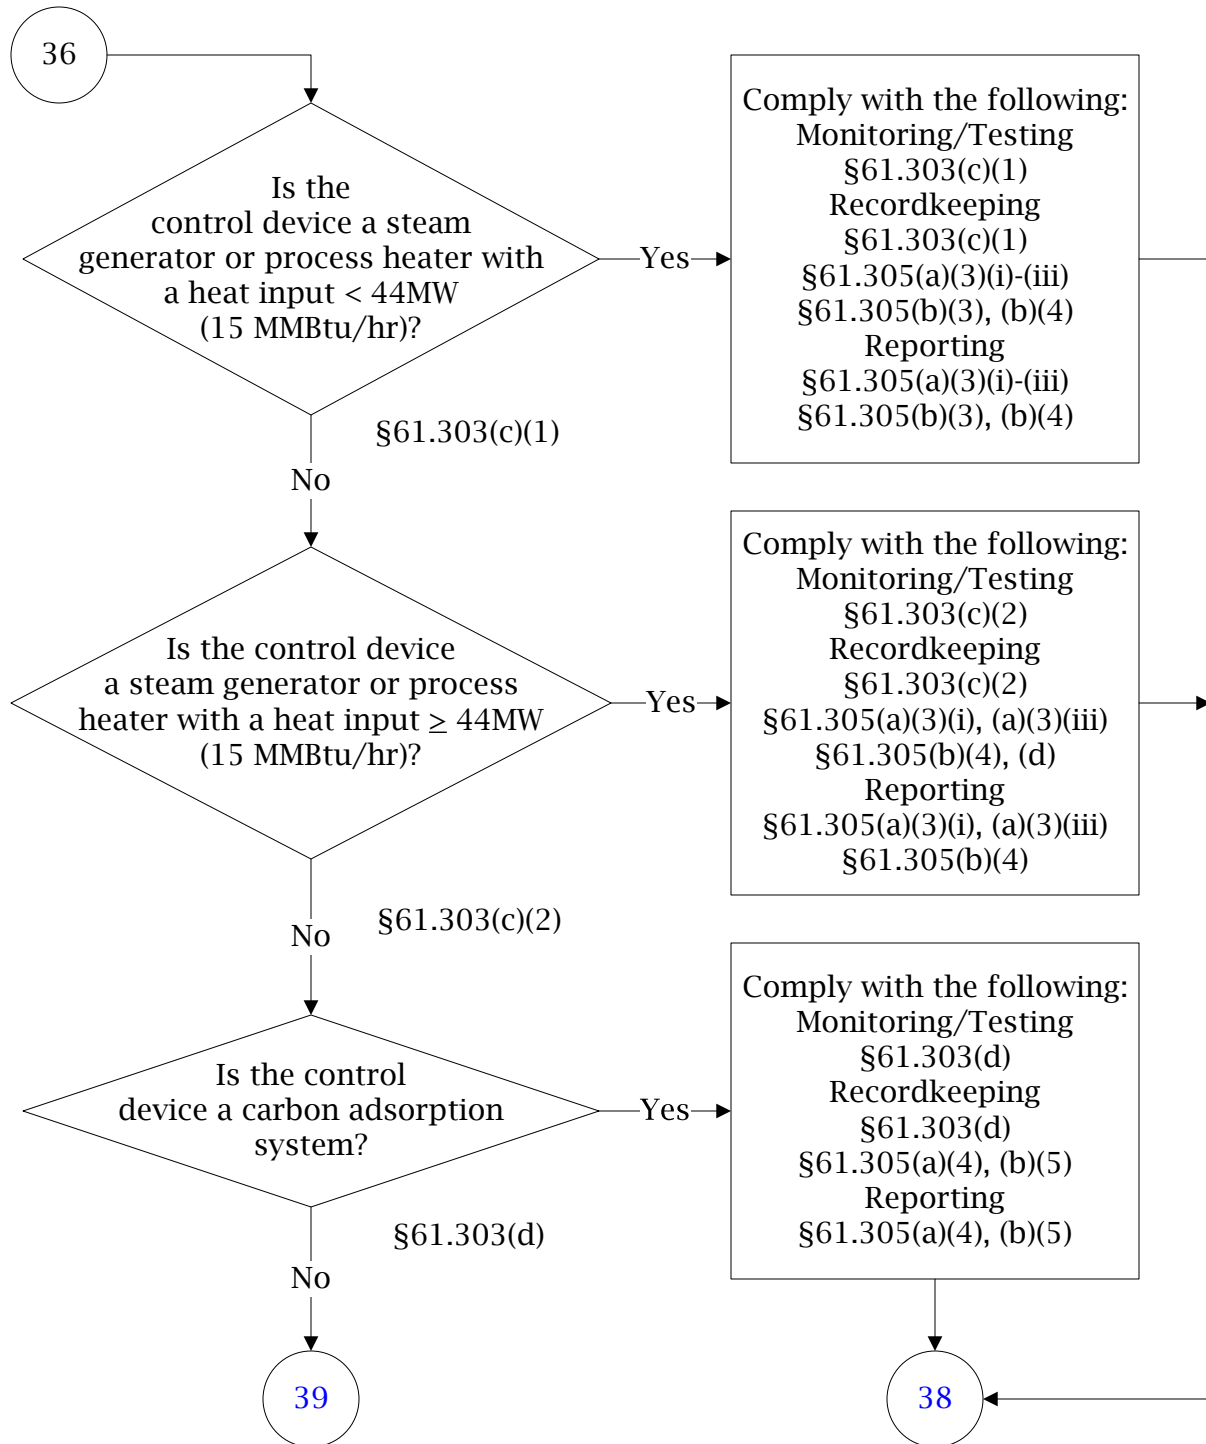 36
Is the
control device a steam
generator or process heater with
a heat input < 44MW
(15 MMBtu/hr)?
Yes
Comply with the following:
Monitoring/Testing
§61.303(c)(1)
Recordkeeping
§61.303(c)(1)
§61.305(a)(3)(i)-(iii)
§61.305(b)(3), (b)(4)
Reporting
§61.305(a)(3)(i)-(iii)
§61.305(b)(3), (b)(4)
§61.303(c)(1)
No
Is the control device
a steam generator or process
heater with a heat input ≥ 44MW
(15 MMBtu/hr)?
Yes
Comply with the following:
Monitoring/Testing
§61.303(c)(2)
Recordkeeping
§61.303(c)(2)
§61.305(a)(3)(i), (a)(3)(iii)
§61.305(b)(4), (d)
Reporting
§61.305(a)(3)(i), (a)(3)(iii)
§61.305(b)(4)
§61.303(c)(2)
No
Is the control
device a carbon adsorption
system?
Yes
Comply with the following:
Monitoring/Testing
§61.303(d)
Recordkeeping
§61.303(d)
§61.305(a)(4), (b)(5)
Reporting
§61.305(a)(4), (b)(5)
§61.303(d)
No
39
38